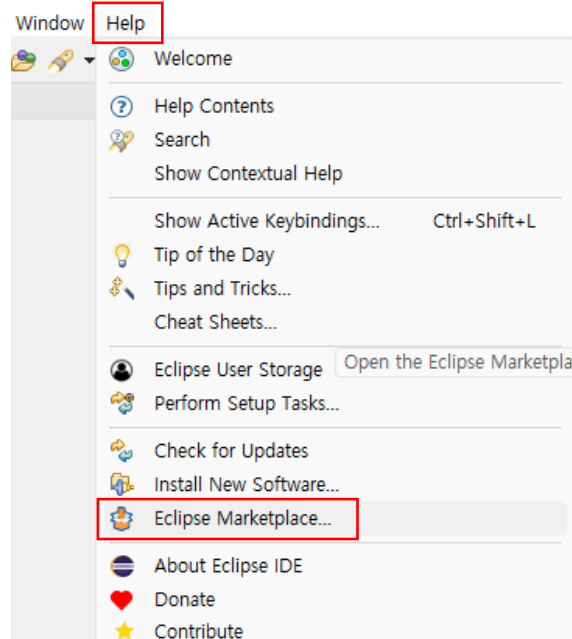 Window Help
Welcome
Help Contents
Search
Show Contextual Help
Show Active Keybindings... Ctrl+Shift+L
Tip of the Day
Tips and Tricks...
Cheat Sheets...
Eclipse User Storage
Open the Eclipse Marketpla
Perform Setup Tasks...
Check for Updates
Install New Software...
Eclipse Marketplace...
About Eclipse IDE
Donate
Contribute